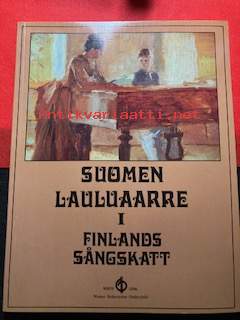 antikvariaatti.net
SUOMEN
LAULUAARRE
I
FINLANDS
SÅNGSKATT